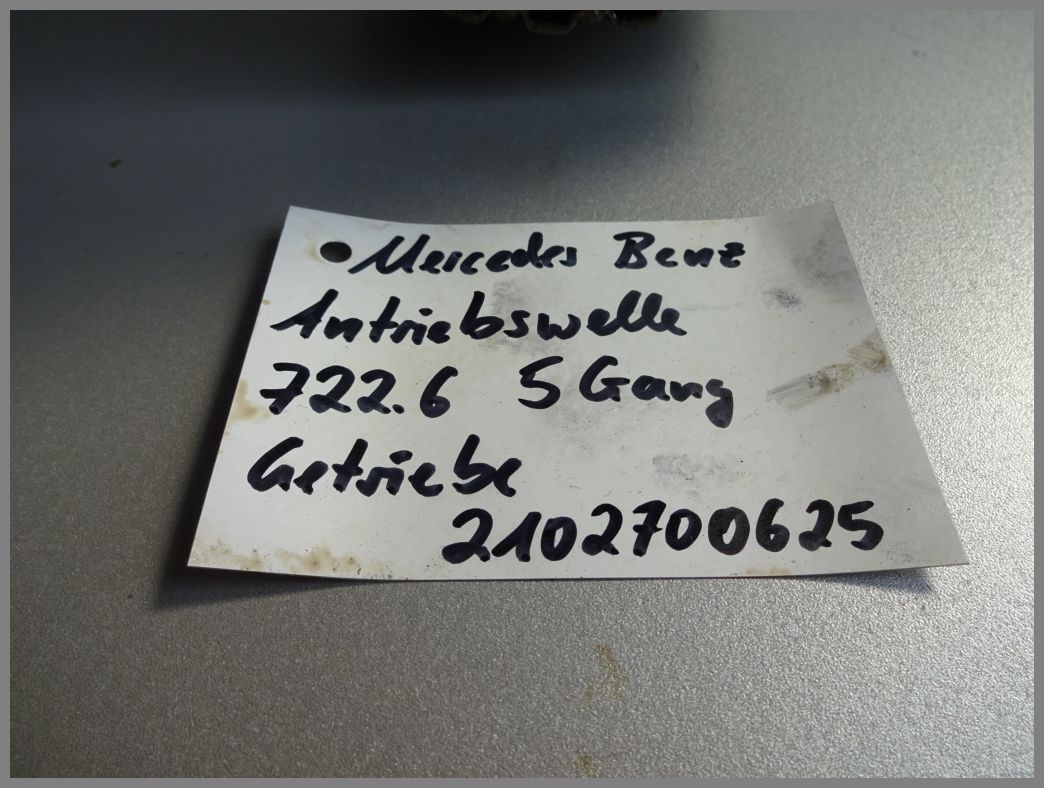 Mercedes Benz
Antriebswelle
722.6 5 Gang
Getriebe
2102700625